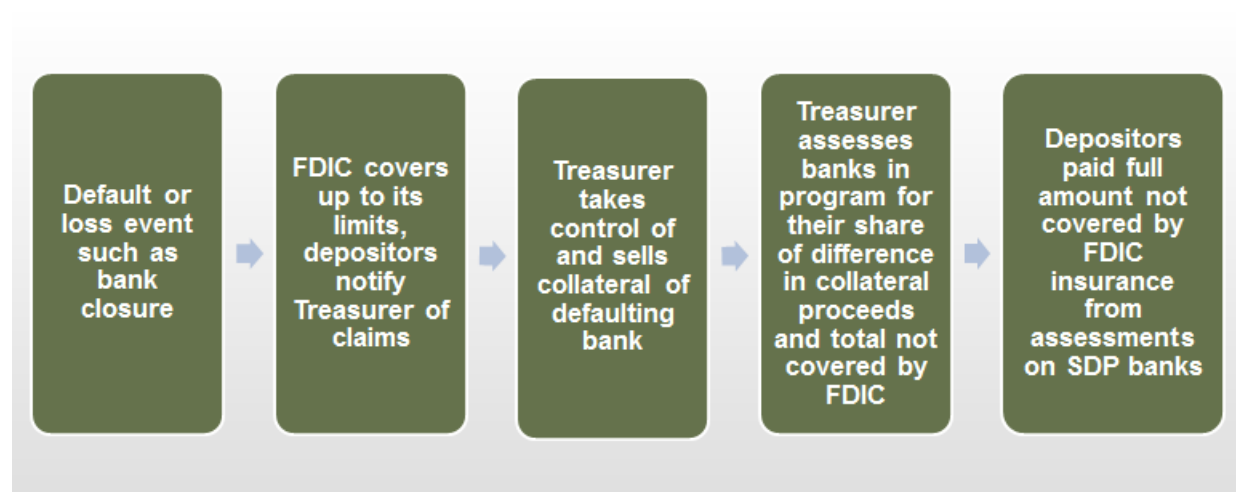 Default or
loss event
such as
bank
closure
FDIC covers
up to its
limits,
depositors
notify
Treasurer of
claims
Treasurer
takes
control of
and sells
collateral of
defaulting
bank
Treasurer
assesses
banks in
program for
their share
of difference
in collateral
proceeds
and total not
covered by
FDIC
Depositors
paid full
amount not
covered by
FDIC
insurance
from
assessments
on SDP banks